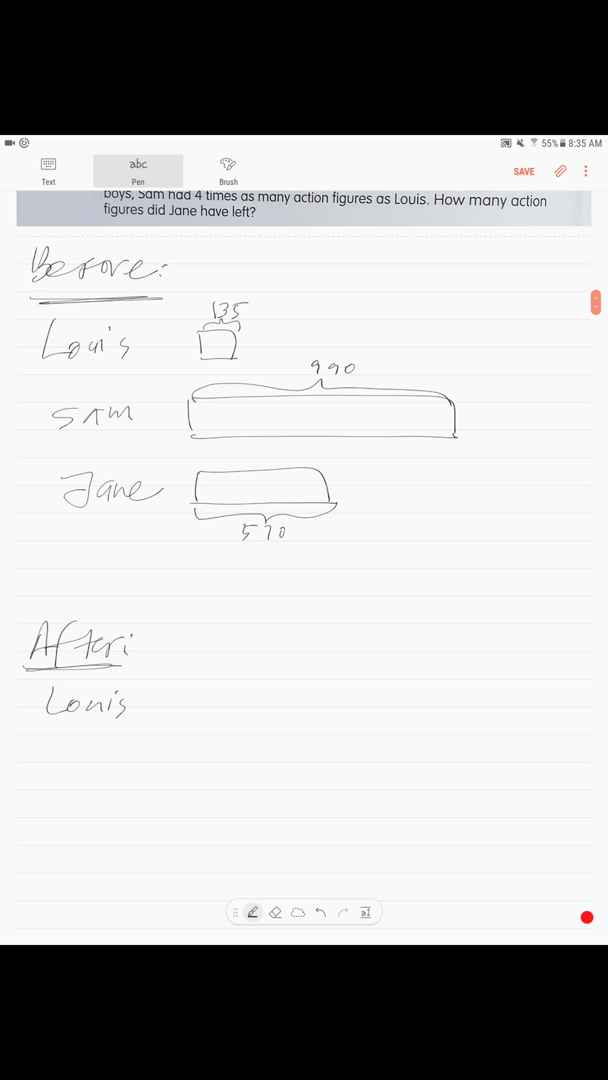 55% 8:35 AM
Text
abc
Pen
Brush
SAVE
boys, Sam had 4 times as many action figures as Louis. How many action
figures did Jane have left?
Before:
135
Louis
990
SAM
Jane
570
After:
Louis